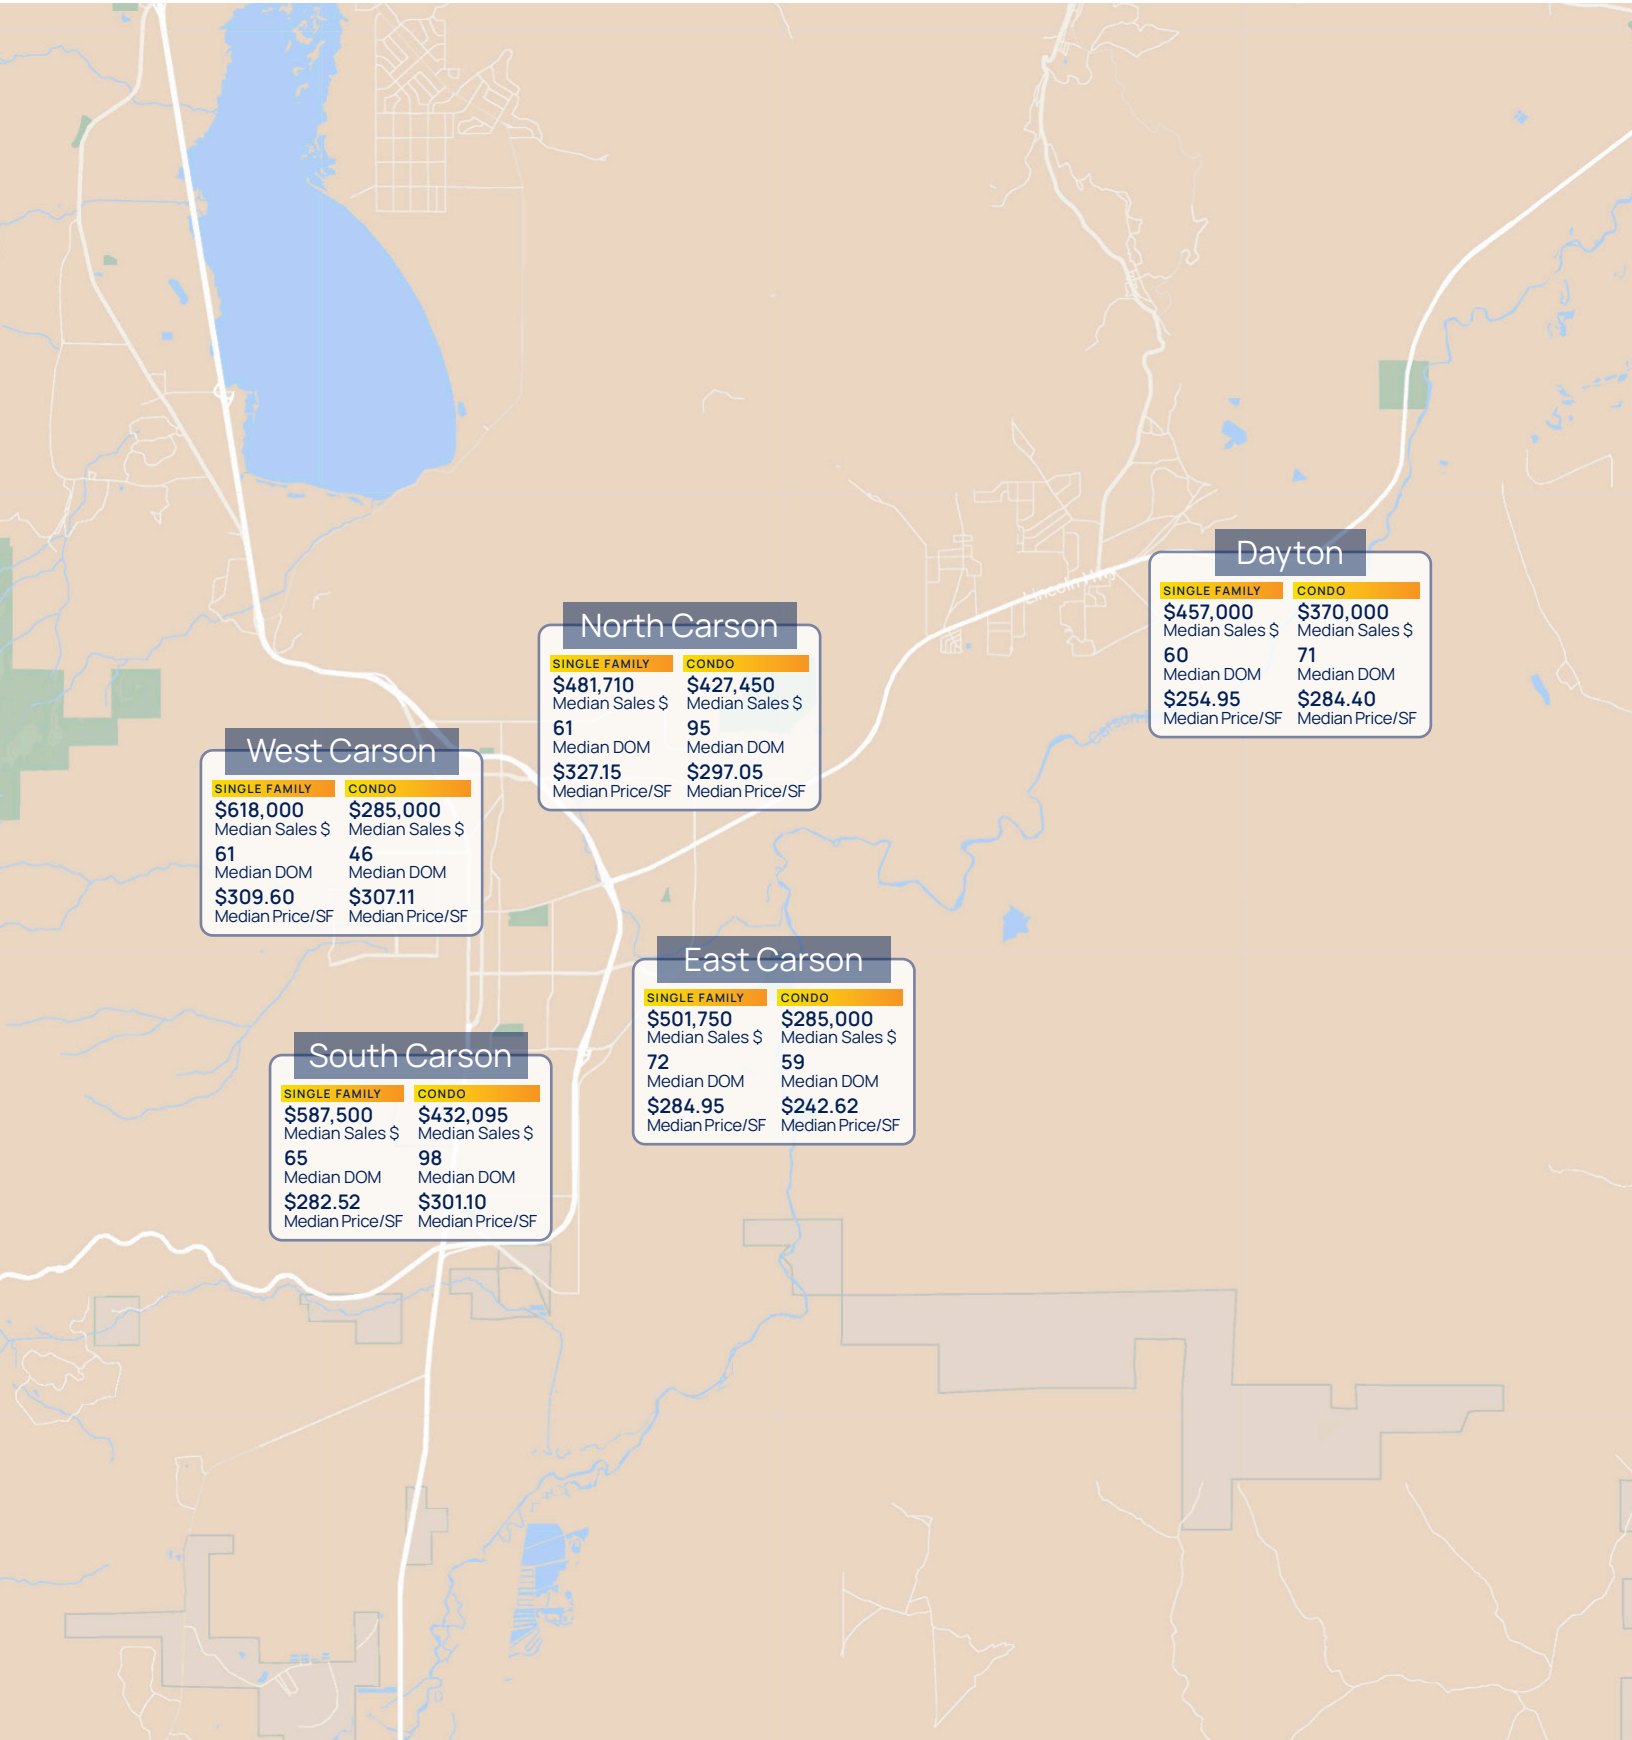 Dayton
SINGLE FAMILY CONDO
$457,000 $370,000
Median Sales $ Median Sales $
60 71
Median DOM Median DOM
$254.95 $284.40
Median Price/SF Median Price/SF
Lincoln Hwy
Carson
North Carson
SINGLE FAMILY CONDO
$481,710 $427,450
Median Sales $ Median Sales $
61 95
Median DOM Median DOM
$327.15 $297.05
Median Price/SF Median Price/SF
West Carson
SINGLE FAMILY CONDO
$618,000 $285,000
Median Sales $ Median Sales $
61 46
Median DOM Median DOM
$309.60 $307.11
Median Price/SF Median Price/SF
East Carson
SINGLE FAMILY CONDO
$501,750 $285,000
Median Sales $ Median Sales $
72 59
Median DOM Median DOM
$284.95 $242.62
Median Price/SF Median Price/SF
South Carson
SINGLE FAMILY CONDO
$587,500 $432,095
Median Sales $ Median Sales $
65 98
Median DOM Median DOM
$282.52 $301.10
Median Price/SF Median Price/SF